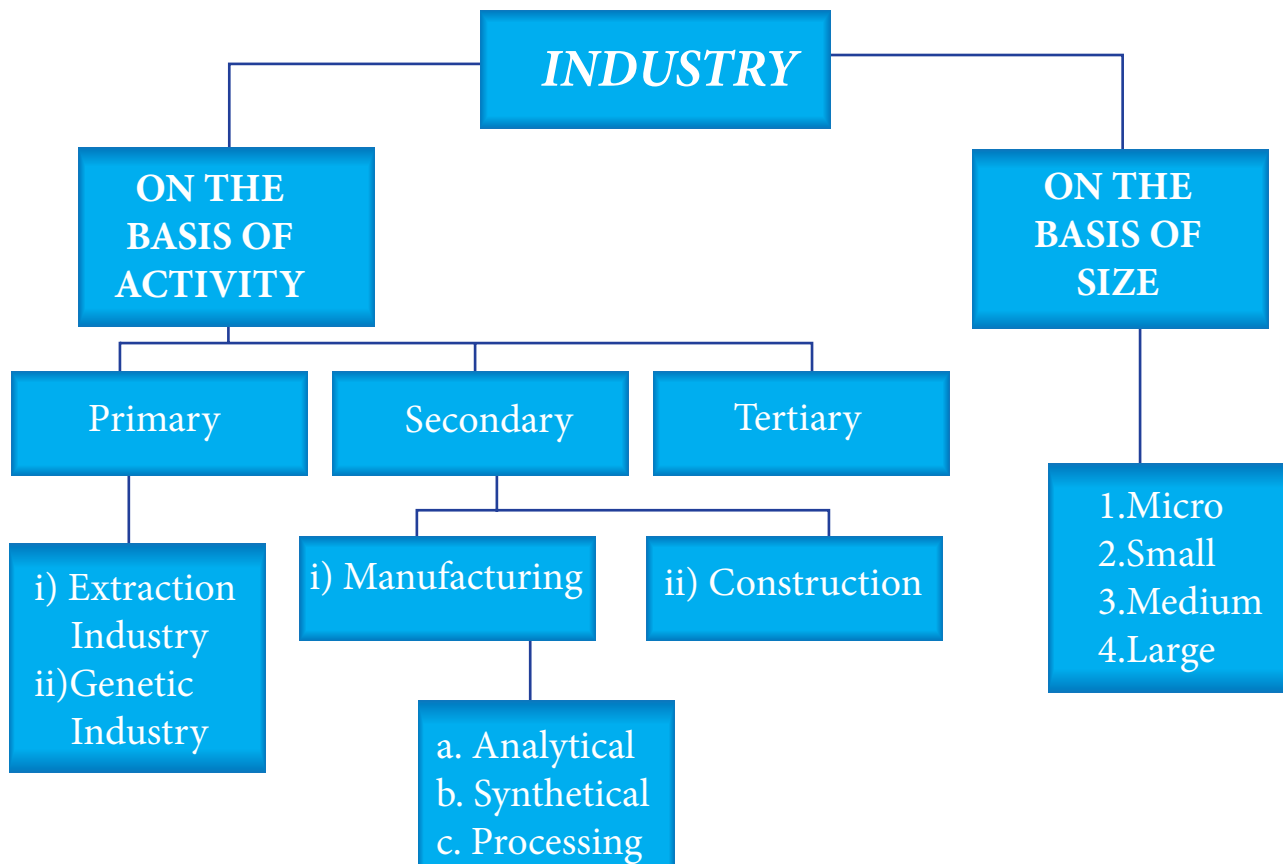 INDUSTRY
ON THE
BASIS OF
ACTIVITY
ON THE
BASIS OF
SIZE
Primary
Secondary
Tertiary
i) Extraction
Industry
ii)Genetic
Industry
i) Manufacturing
ii) Construction
1.Micro
2.Small
3.Medium
4.Large
a. Analytical
b. Synthetical
c. Processing